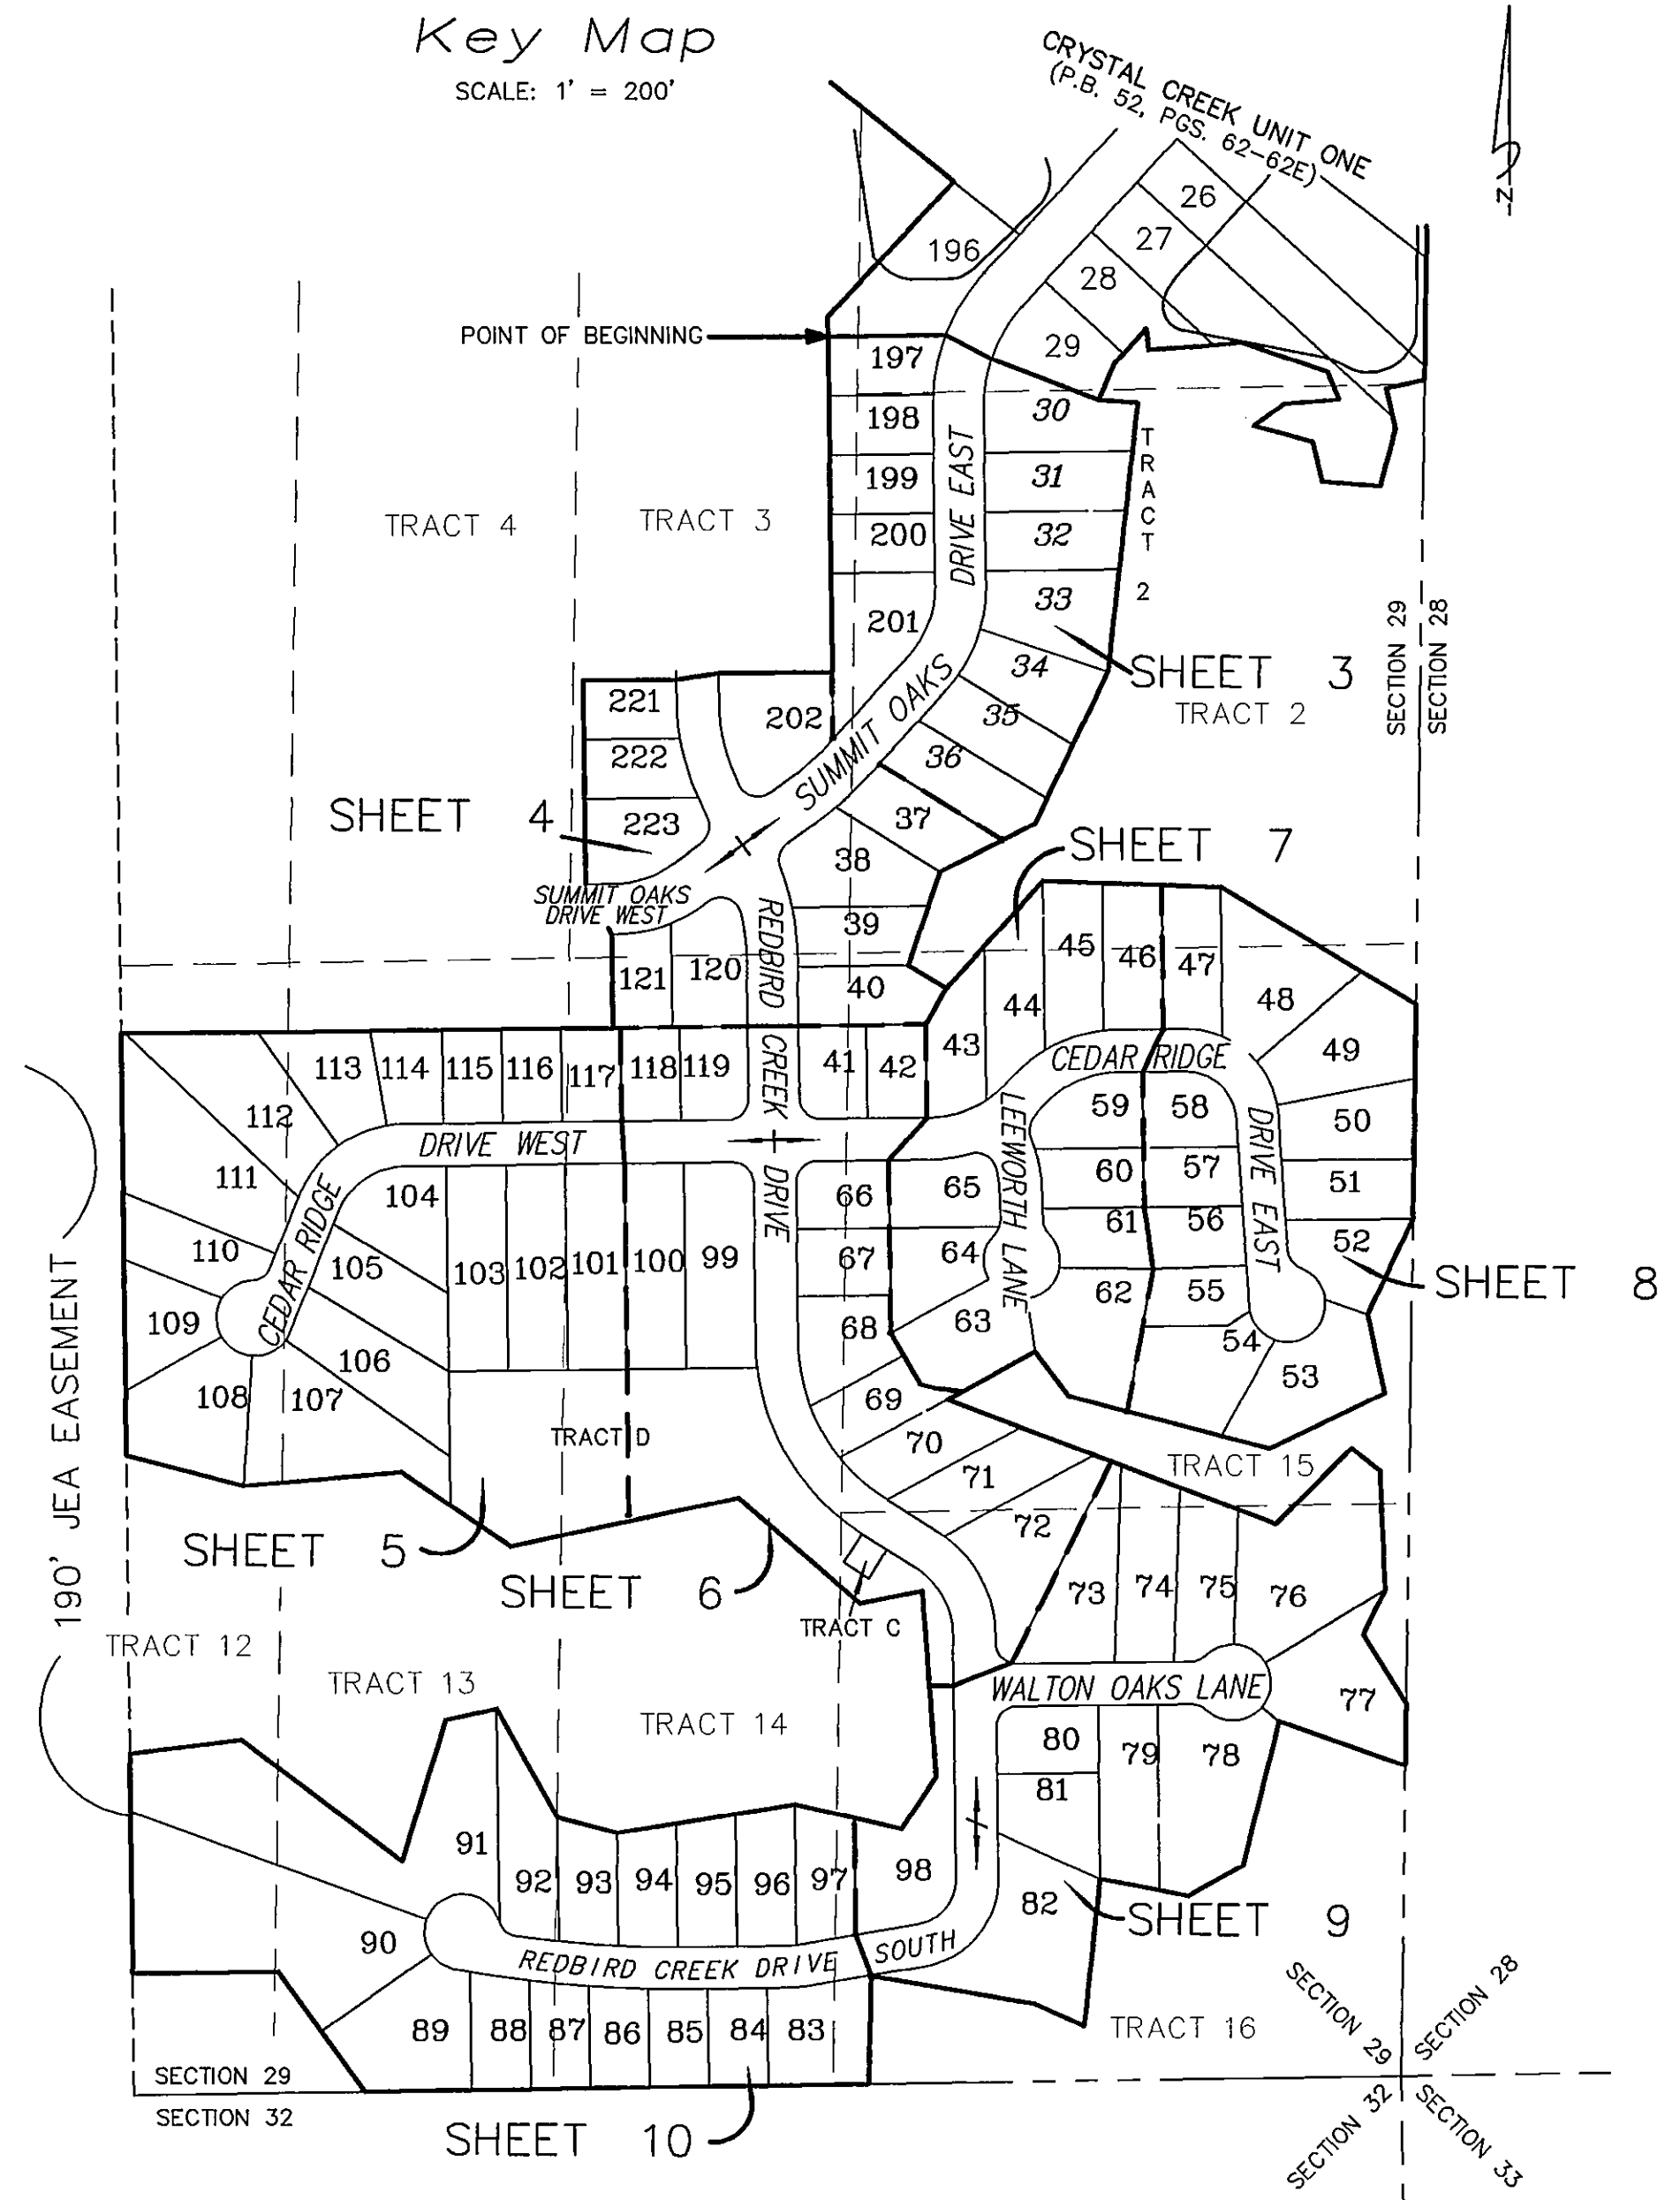 Key Map
SCALE: 1' = 200'
CRYSTAL CREEK UNIT ONE
(P.B. 52, PGS. 62-62E)
N
26
27
196
28
POINT OF BEGINNING
29
197
198
30
TRACT 2
199
31
DRIVE EAST
TRACT 4
TRACT 3
200
32
33
201
SECTION 29
SECTION 28
34
SHEET 3
TRACT 2
221
202
35
SUMMIT OAKS
222
36
SHEET 4
223
37
SHEET 7
38
SUMMIT OAKS
DRIVE WEST
39
REDBIRD
45
46
47
121
120
40
44
48
43
CEDAR RIDGE
49
113
114
115
116
117
118
119
CREEK
41
42
112
59
58
50
DRIVE WEST
LEEWORTH LANE
DRIVE EAST
111
104
DRIVE
66
65
60
57
51
CEDAR RIDGE
61
56
110
105
103
102
101
100
99
67
64
52
SHEET 8
109
62
55
68
63
54
106
53
108
107
69
190' JEA EASEMENT
TRACT D
70
TRACT 15
71
72
SHEET 5
SHEET 6
73
74
75
76
TRACT C
TRACT 12
TRACT 13
WALTON OAKS LANE
77
TRACT 14
80
79
78
81
91
92
93
94
95
96
97
98
82
SHEET 9
90
REDBIRD CREEK DRIVE
SOUTH
89
88
87
86
85
84
83
TRACT 16
SECTION 29
SECTION 28
SECTION 29
SECTION 32
SECTION 32
SECTION 33
SHEET 10